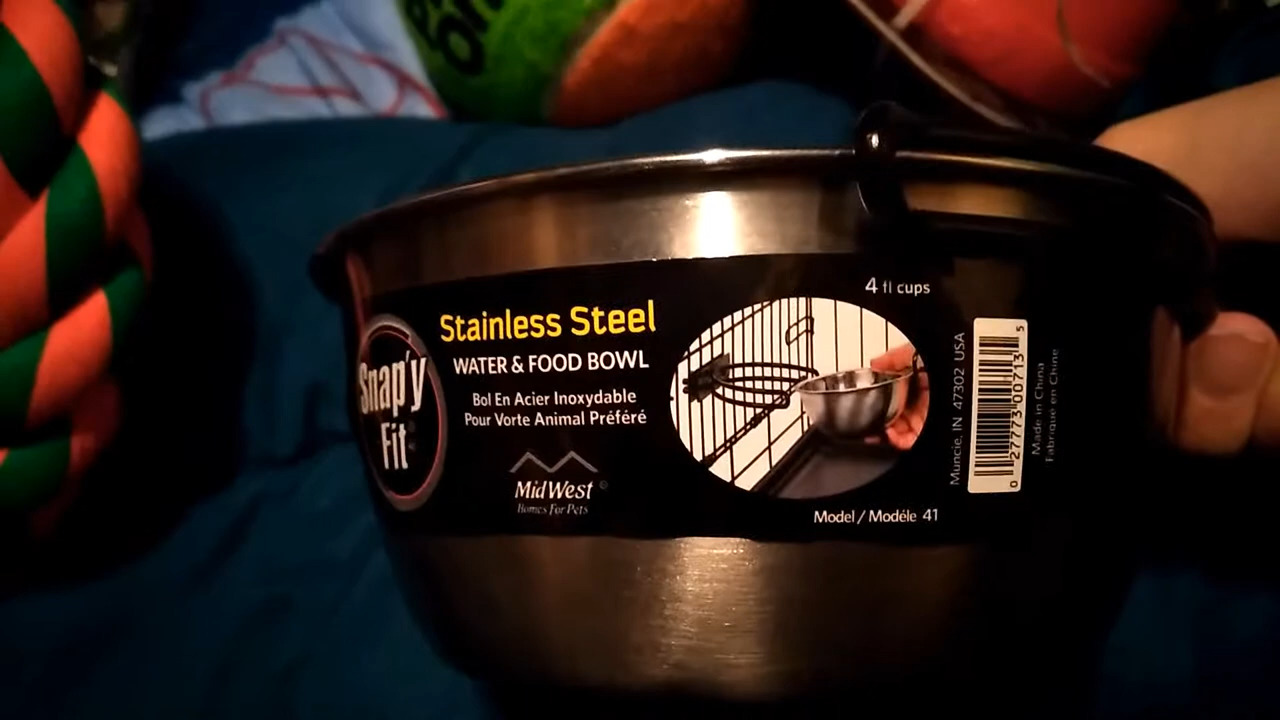 Snap'y
Fit
Stainless Steel
WATER & FOOD BOWL
Bol En Acier Inoxydable
Pour Vorte Animal Préféré
MidWest
Homes For Pets
4 fl cups
Model / Modéle 41
Muncie, IN 47302 USA
0 27773 00713 5
Made in China
Fabriqué en Chine